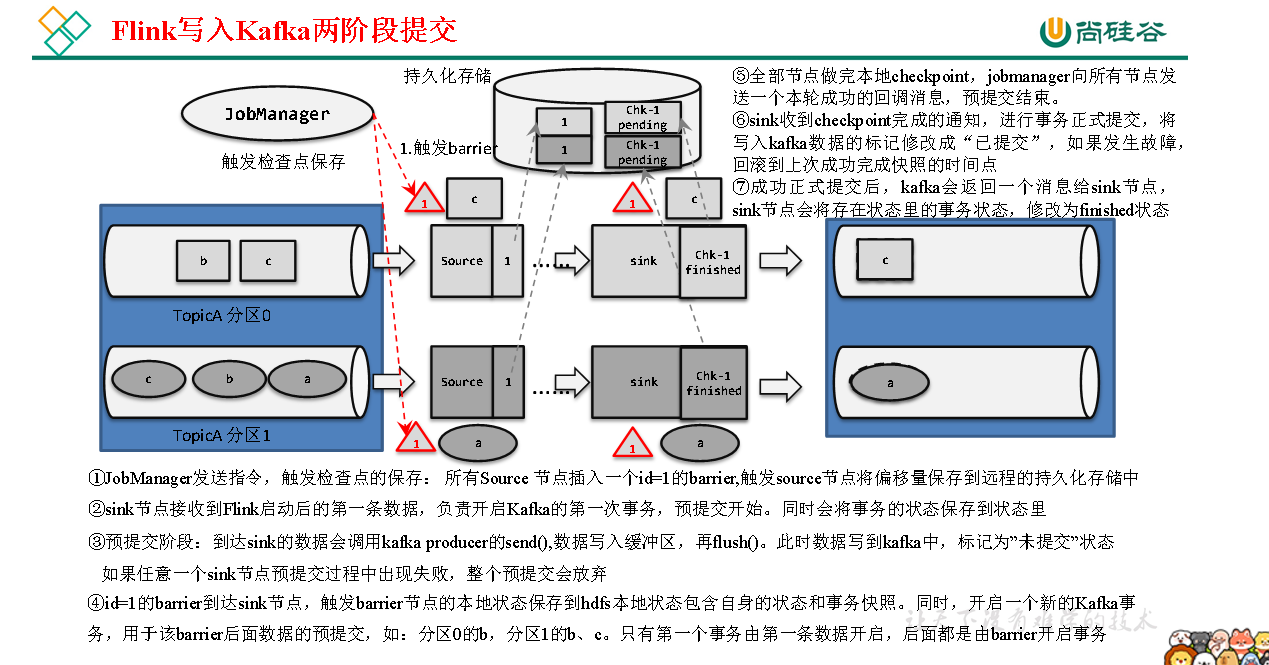 Flink写入Kafka两阶段提交
尚硅谷
持久化存储
JobManager
触发检查点保存
1.触发barrier
1
Chk-1
pending
1
Chk-1
pending
⑤全部节点做完本地checkpoint，jobmanager向所有节点发
送一个本轮成功的回调消息，预提交结束。
⑥sink收到checkpoint完成的通知，进行事务正式提交，将
写入kafka数据的标记修改成“已提交”，如果发生故障，
回滚到上次成功完成快照的时间点
⑦成功正式提交后，kafka会返回一个消息给sink节点，
sink节点会将存在状态里的事务状态，修改为finished状态
1
c
1
c
b
c
Source
1
......
sink
Chk-1
finished
c
TopicA 分区0
c
b
a
Source
1
......
sink
Chk-1
finished
a
TopicA 分区1
1
a
1
a
①JobManager发送指令，触发检查点的保存： 所有Source 节点插入一个id=1的barrier,触发source节点将偏移量保存到远程的持久化存储中
②sink节点接收到Flink启动后的第一条数据，负责开启Kafka的第一次事务，预提交开始。同时会将事务的状态保存到状态里
③预提交阶段：到达sink的数据会调用kafka producer的send(),数据写入缓冲区，再flush()。此时数据写到kafka中，标记为”未提交”状态
如果任意一个sink节点预提交过程中出现失败，整个预提交会放弃
④id=1的barrier到达sink节点，触发barrier节点的本地状态保存到hdfs本地状态包含自身的状态和事务快照。同时，开启一个新的Kafka事
务，用于该barrier后面数据的预提交，如：分区0的b，分区1的b、c。只有第一个事务由第一条数据开启，后面都是由barrier开启事务
让天下没有难学的技术